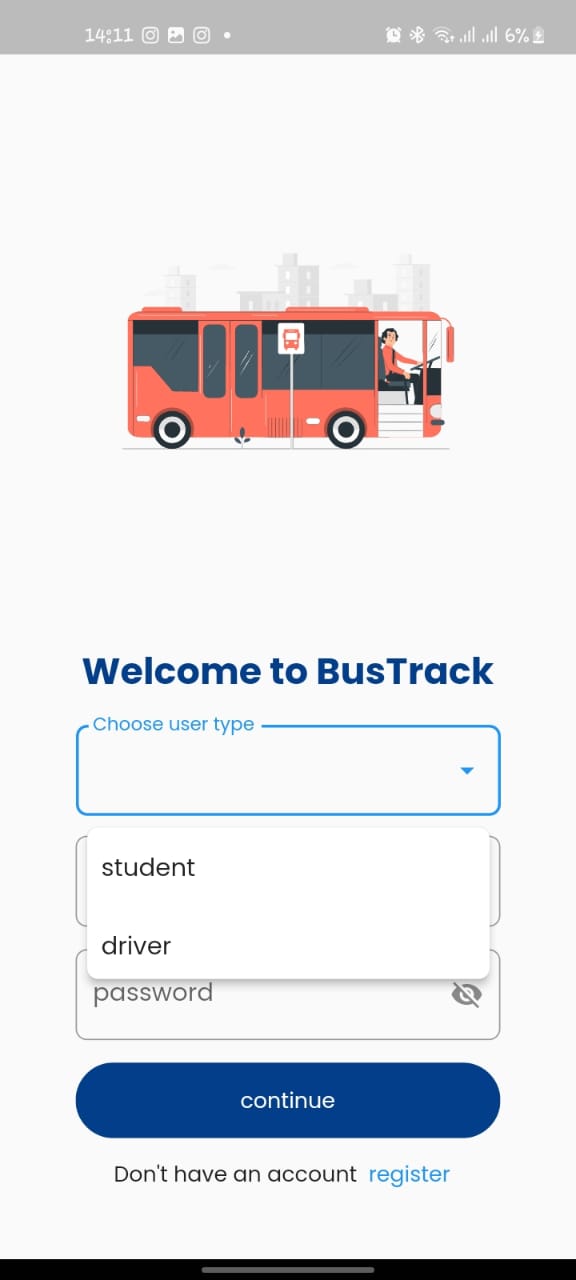 14:11 6%
Welcome to BusTrack
Choose user type
student
driver
password
continue
Don't have an account register